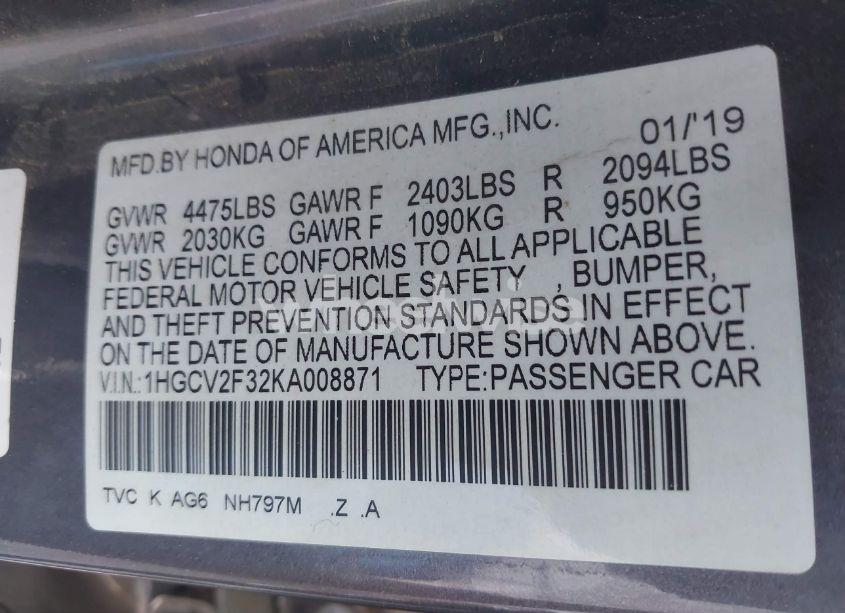 MFD.BY HONDA OF AMERICA MFG.,INC. 01/'19
GVWR 4475LBS GAWR F 2403LBS R 2094LBS
GVWR 2030KG GAWR F 1090KG R 950KG
THIS VEHICLE CONFORMS TO ALL APPLICABLE
FEDERAL MOTOR VEHICLE SAFETY , BUMPER,
AND THEFT PREVENTION STANDARDS IN EFFECT
ON THE DATE OF MANUFACTURE SHOWN ABOVE.
V.I.N.:1HGCV2F32KA008871 TYPE:PASSENGER CAR
TVC K AG6 NH797M .Z .A